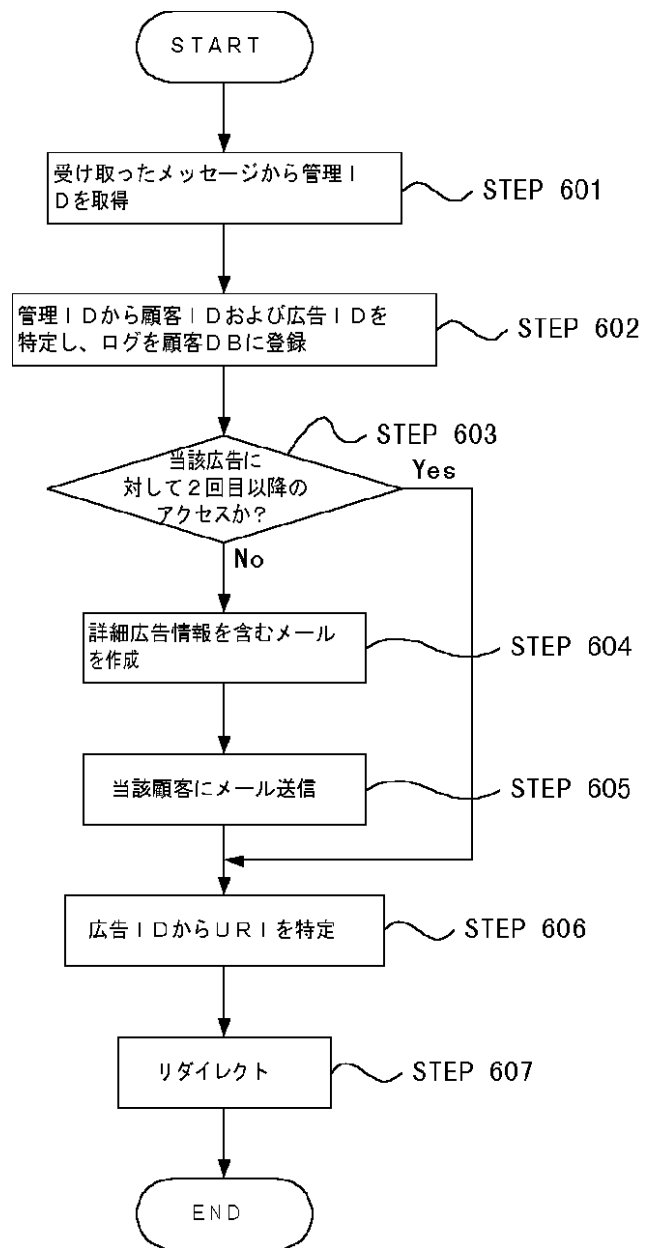 ＳＴＡＲＴ
受け取ったメッセージから管理Ｉ
Ｄを取得
STEP 601
管理ＩＤから顧客ＩＤおよび広告ＩＤを
特定し、ログを顧客ＤＢに登録
STEP 602
STEP 603
当該広告に
対して２回目以降の
アクセスか？
Yes
No
詳細広告情報を含むメール
を作成
STEP 604
当該顧客にメール送信
STEP 605
広告ＩＤからＵＲＩを特定
STEP 606
リダイレクト
STEP 607
ＥＮＤ